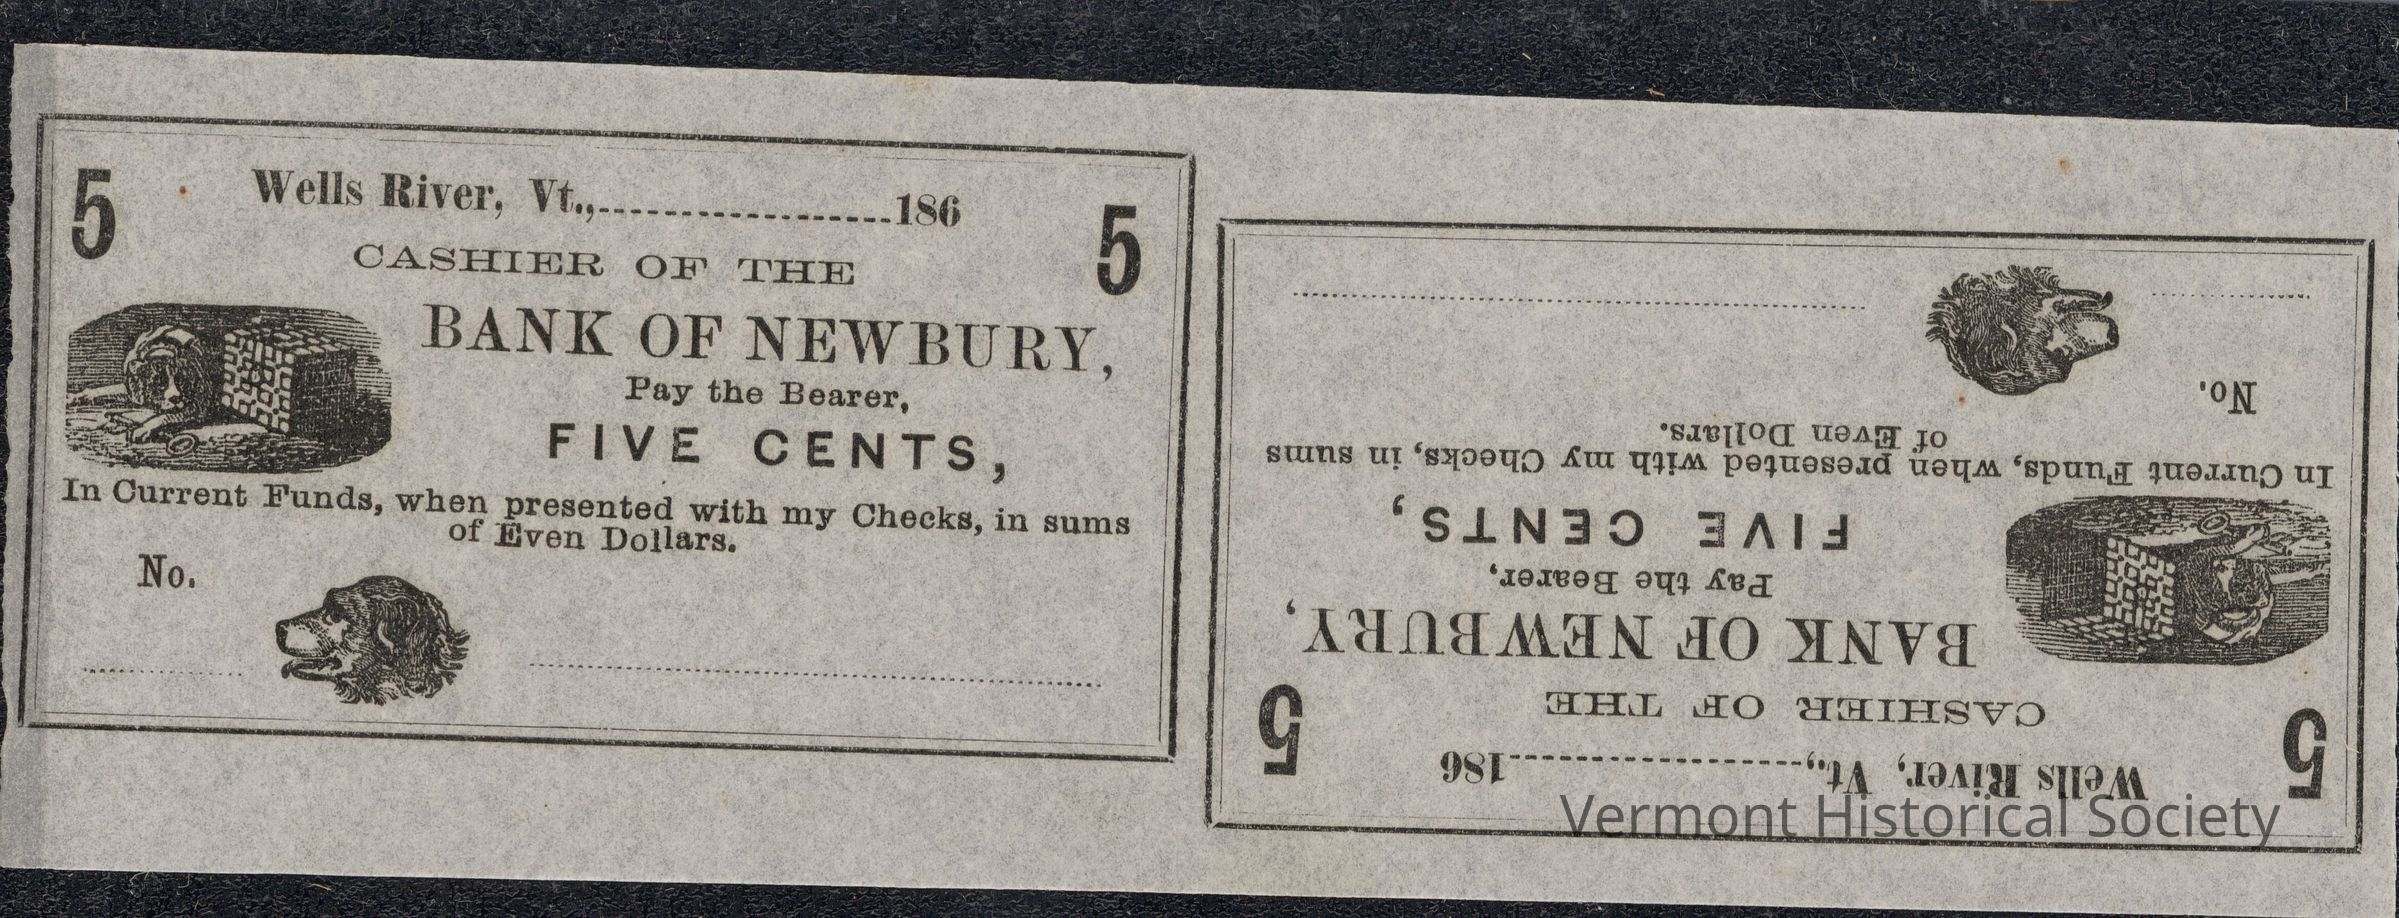 5 Wells River, Vt.,....................186 5
CASHIER OF THE
BANK OF NEWBURY,
Pay the Bearer,
FIVE CENTS,
In Current Funds, when presented with my Checks, in sums
of Even Dollars.
No.
5 Wells River, Vt.,....................186 5
CASHIER OF THE
BANK OF NEWBURY,
Pay the Bearer,
FIVE CENTS,
In Current Funds, when presented with my Checks, in sums
of Even Dollars.
No.
Vermont Historical Society